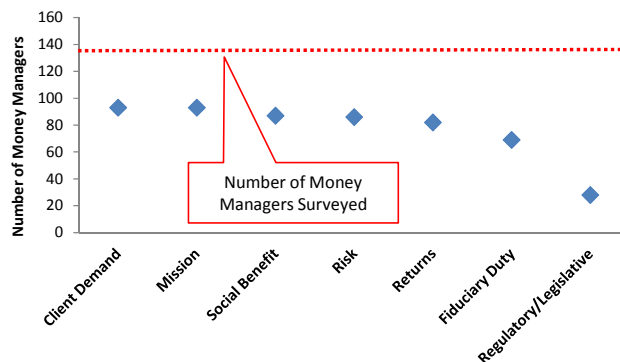 Number of Money Managers
160
140
120
100
80
60
40
20
0
Number of Money
Managers Surveyed
Client Demand
Mission
Social Benefit
Risk
Returns
Fiduciary Duty
Regulatory/Legislative